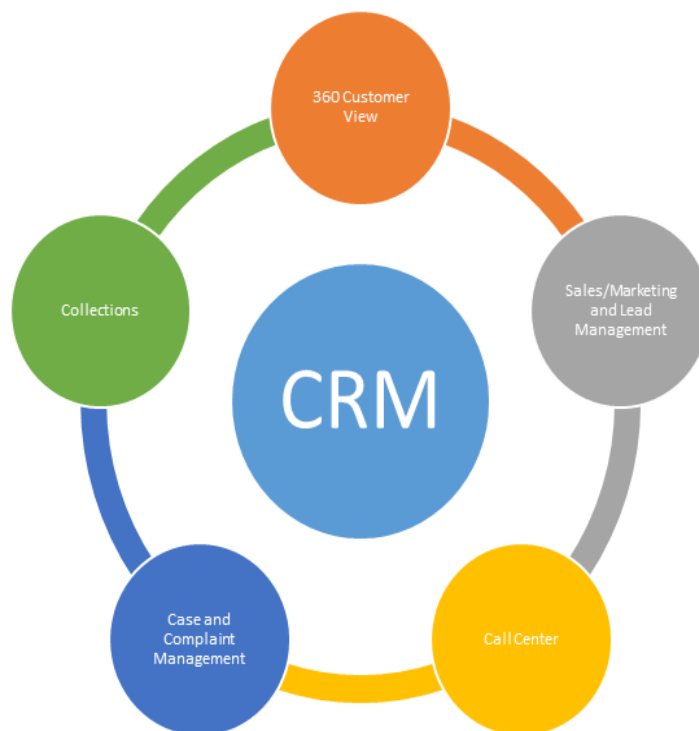 360 Customer
View
Sales/Marketing
and Lead
Management
Collections
CRM
Case and
Complaint
Management
Call Center